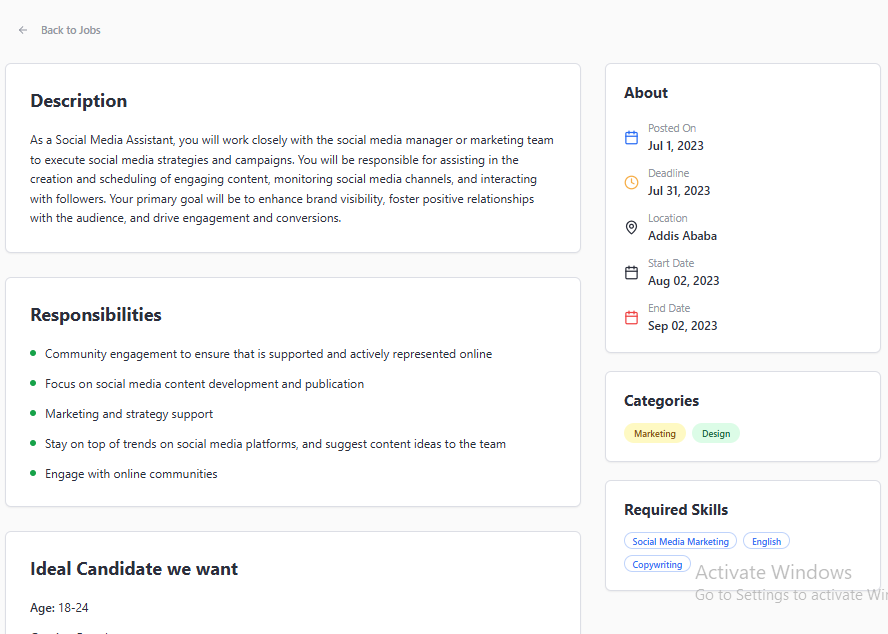 Back to Jobs
Description
As a Social Media Assistant, you will work closely with the social media manager or marketing team
to execute social media strategies and campaigns. You will be responsible for assisting in the
creation and scheduling of engaging content, monitoring social media channels, and interacting
with followers. Your primary goal will be to enhance brand visibility, foster positive relationships
with the audience, and drive engagement and conversions.
Responsibilities
Community engagement to ensure that is supported and actively represented online
Focus on social media content development and publication
Marketing and strategy support
Stay on top of trends on social media platforms, and suggest content ideas to the team
Engage with online communities
Ideal Candidate we want
Age: 18-24
About
Posted On
Jul 1, 2023
Deadline
Jul 31, 2023
Location
Addis Ababa
Start Date
Aug 02, 2023
End Date
Sep 02, 2023
Categories
Marketing
Design
Required Skills
Social Media Marketing
English
Copywriting
Activate Windows
Go to Settings to activate